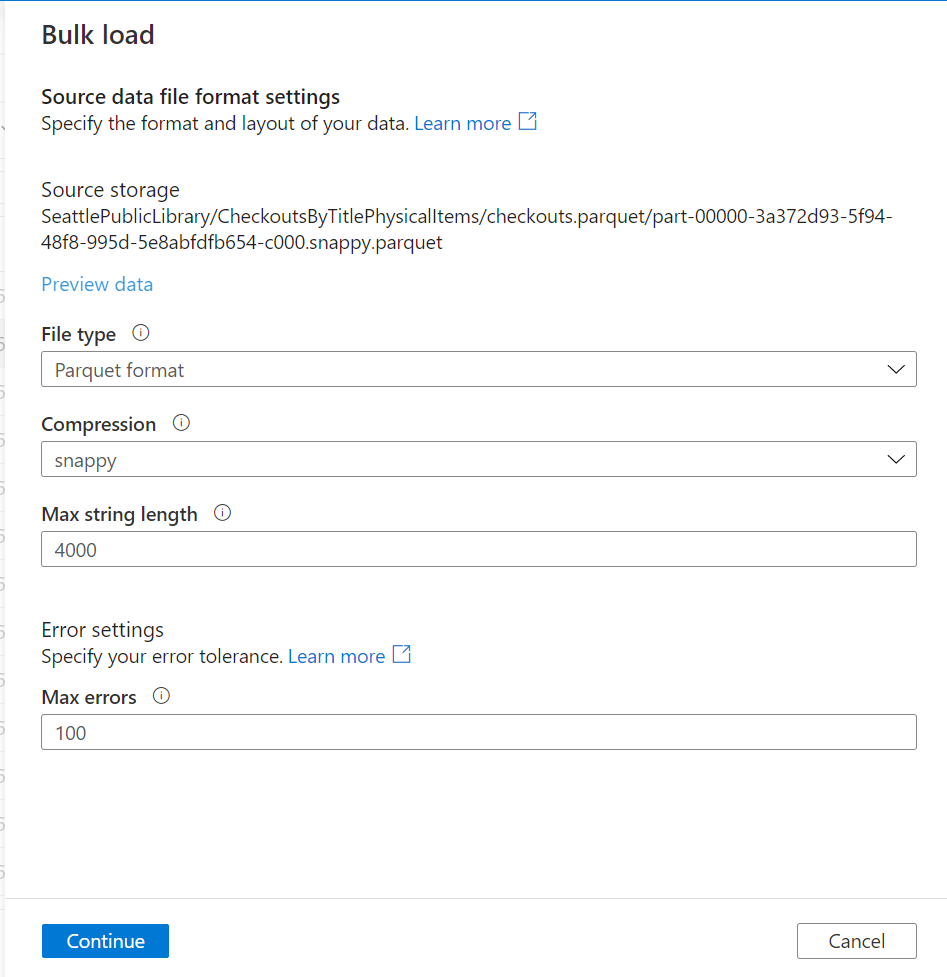 Bulk load
Source data file format settings
Specify the format and layout of your data. Learn more
Source storage
SeattlePublicLibrary/CheckoutsByTitlePhysicalItems/checkouts.parquet/part-00000-3a372d93-5f94-
48f8-995d-5e8abfdfb654-c000.snappy.parquet
Preview data
File type
Parquet format
Compression
snappy
Max string length
4000
Error settings
Specify your error tolerance. Learn more
Max errors
100
Continue
Cancel